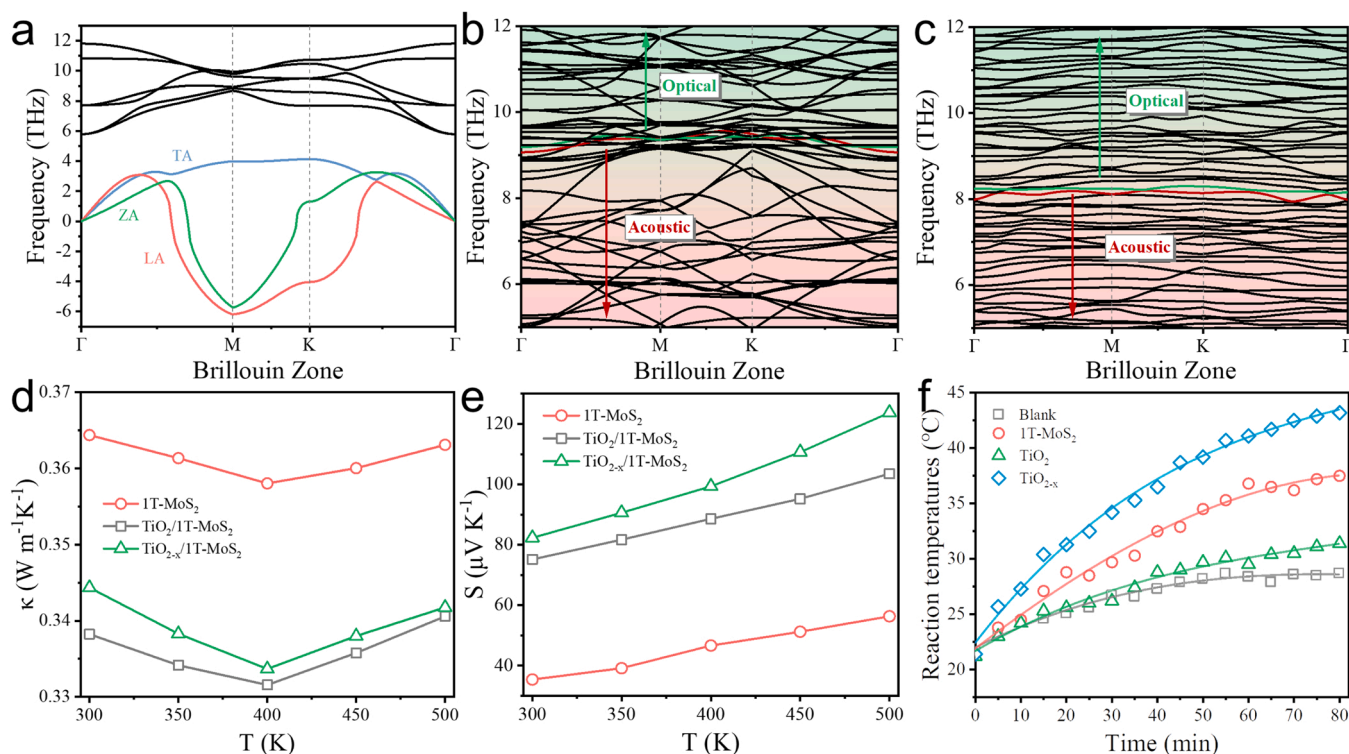 a
Frequency (THz)
12
10
8
6
4
2
0
-2
-4
-6
TA
ZA
LA
Γ
M
K
Γ
Brillouin Zone
b
Frequency (THz)
12
10
8
6
Optical
Acoustic
Γ
M
K
Γ
Brillouin Zone
c
Frequency (THz)
12
11
10
9
8
7
6
Optical
Acoustic
Γ
M
K
Γ
Brillouin Zone
d
κ (W m⁻¹K⁻¹)
0.37
0.36
0.35
0.34
0.33
1T-MoS₂
TiO₂/1T-MoS₂
TiO₂₋ₓ/1T-MoS₂
300 350 400 450 500
T (K)
e
S (μV K⁻¹)
120
100
80
60
40
1T-MoS₂
TiO₂/1T-MoS₂
TiO₂₋ₓ/1T-MoS₂
300 350 400 450 500
T (K)
f
Reaction temperatures (°C)
45
40
35
30
25
20
Blank
1T-MoS₂
TiO₂
TiO₂₋ₓ
0 10 20 30 40 50 60 70 80
Time (min)